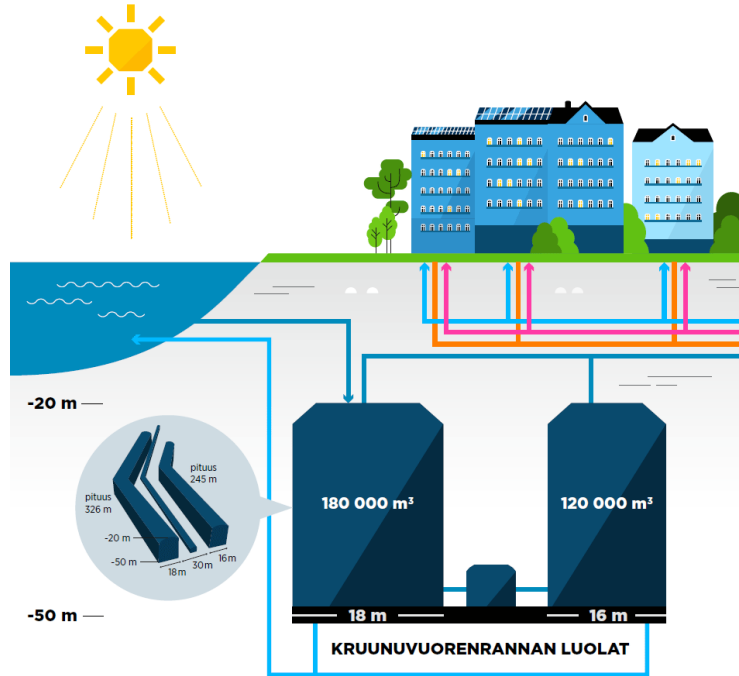 -20 m
pituus
245 m
pituus
326 m
-20 m
-50 m
18 m
30 m
16 m
180 000 m³
120 000 m³
-50 m
18 m
16 m
KRUUNUVUORENRANNAN LUOLAT